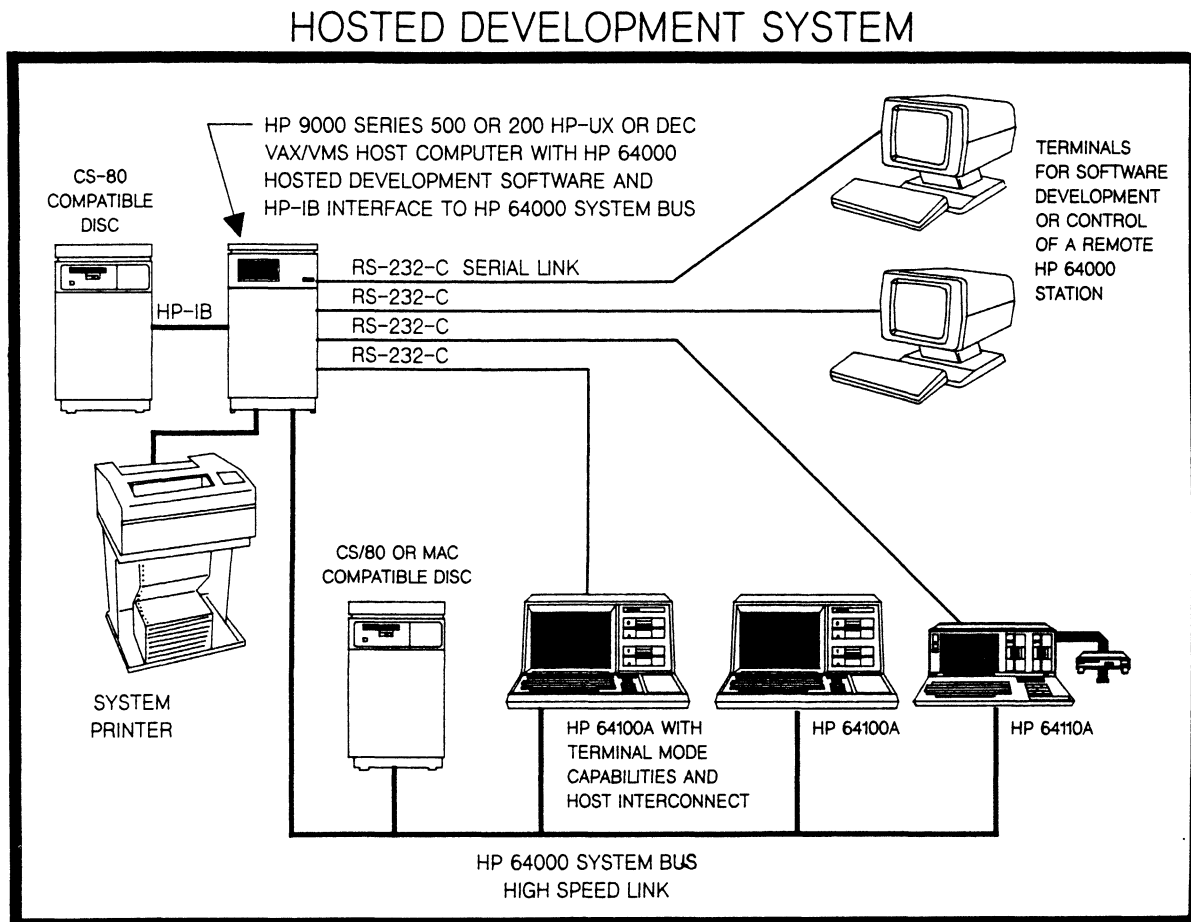 HOSTED DEVELOPMENT SYSTEM
HP 9000 SERIES 500 OR 200 HP-UX OR DEC
VAX/VMS HOST COMPUTER WITH HP 64000
HOSTED DEVELOPMENT SOFTWARE AND
HP-IB INTERFACE TO HP 64000 SYSTEM BUS
CS-80
COMPATIBLE
DISC
TERMINALS
FOR SOFTWARE
DEVELOPMENT
OR CONTROL
OF A REMOTE
HP 64000
STATION
HP-IB
RS-232-C SERIAL LINK
RS-232-C
RS-232-C
RS-232-C
SYSTEM
PRINTER
CS/80 OR MAC
COMPATIBLE DISC
HP 64100A WITH
TERMINAL MODE
CAPABILITIES AND
HOST INTERCONNECT
HP 64100A
HP 64110A
HP 64000 SYSTEM BUS
HIGH SPEED LINK